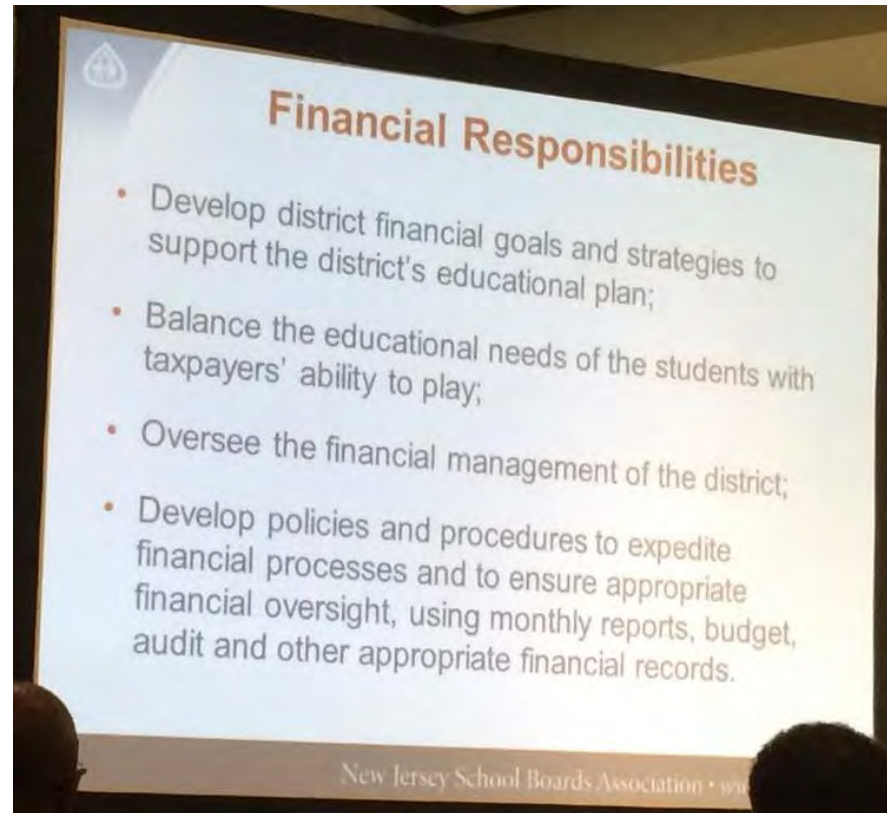 Financial Responsibilities
• Develop district financial goals and strategies to
support the district's educational plan;
• Balance the educational needs of the students with
taxpayers' ability to play;
• Oversee the financial management of the district;
• Develop policies and procedures to expedite
financial processes and to ensure appropriate
financial oversight, using monthly reports, budget,
audit and other appropriate financial records.
New Jersey School Boards Association •